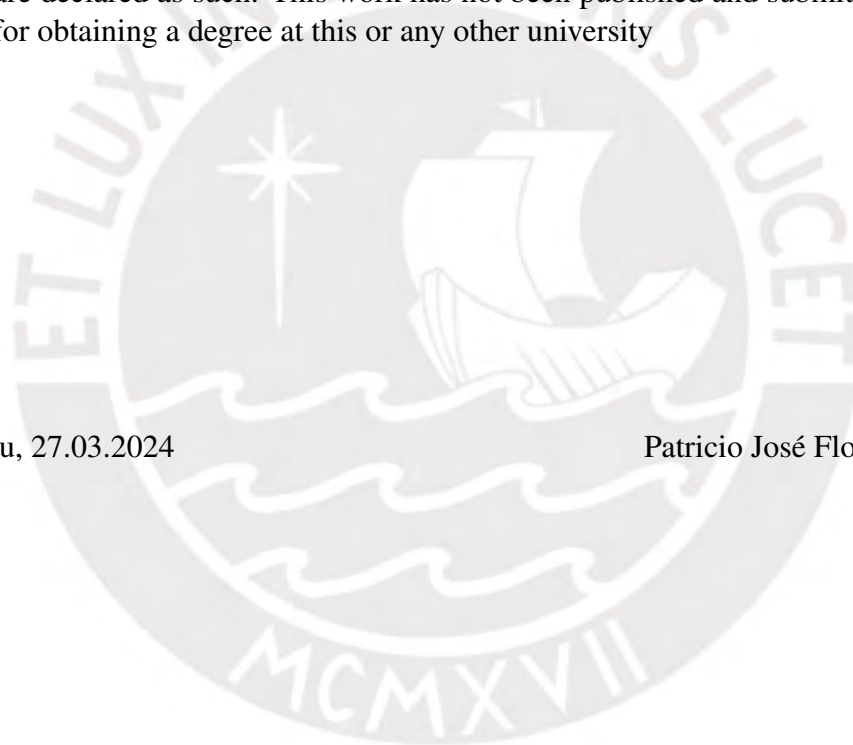 are declared as such. This work has not been published and submit
for obtaining a degree at this or any other university
ET LUX IN TENEBRIS LUCET
u, 27.03.2024 Patricio José Flo
MCMXVII